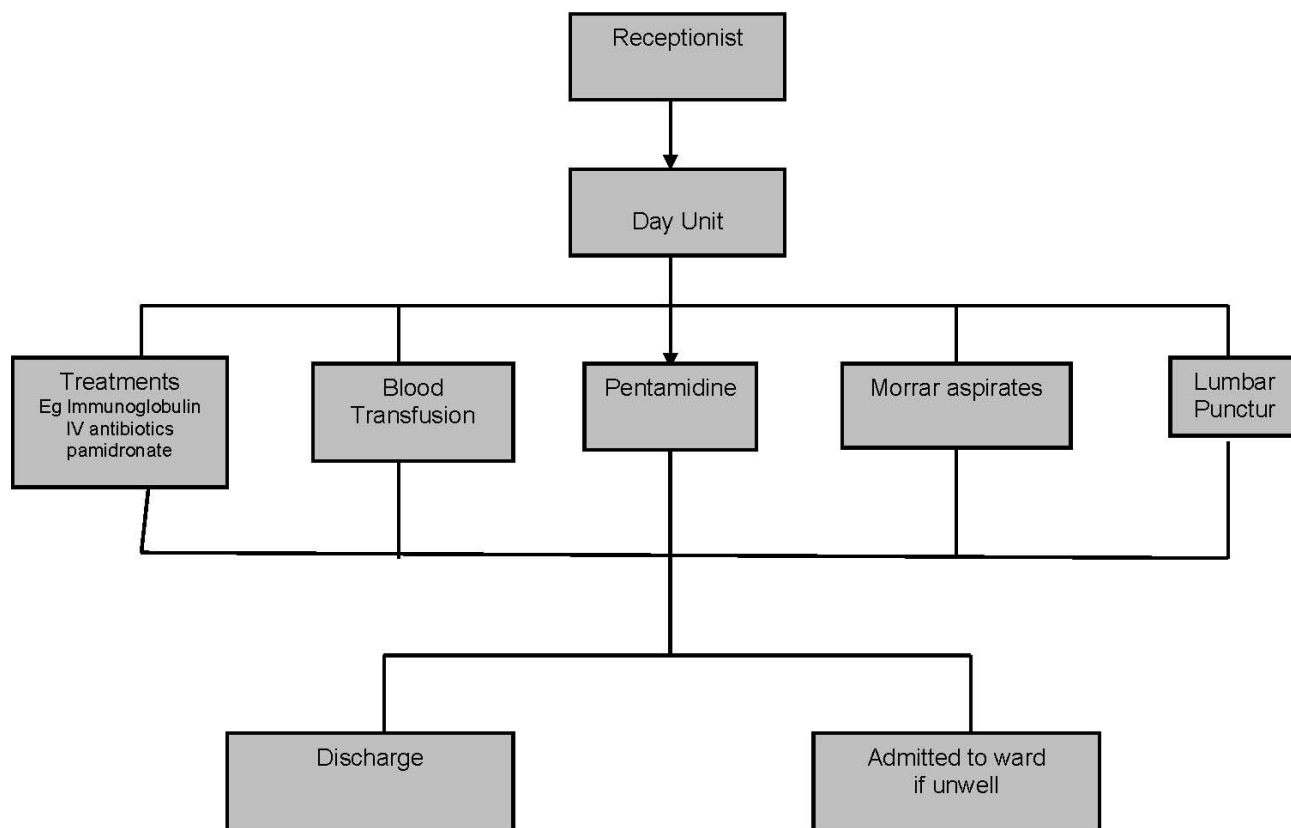 Receptionist
Day Unit
Treatments
Eg Immunoglobulin
IV antibiotics
pamidronate
Blood
Transfusion
Pentamidine
Morrar aspirates
Lumbar
Punctur
Discharge
Admitted to ward
if unwell